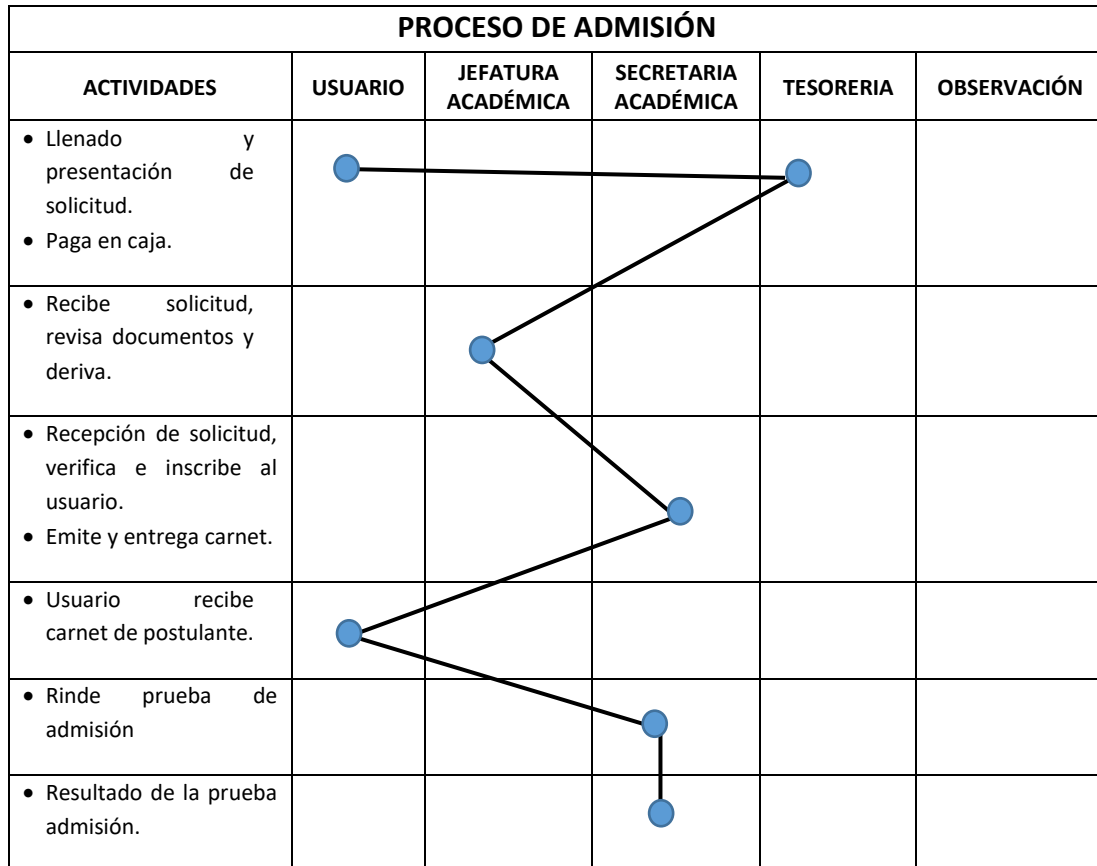 PROCESO DE ADMISIÓN
ACTIVIDADES
USUARIO
JEFATURA
ACADÉMICA
SECRETARIA
ACADÉMICA
TESORERIA
OBSERVACIÓN
• Llenado y
presentación de
solicitud.
• Paga en caja.
• Recibe solicitud,
revisa documentos y
deriva.
• Recepción de solicitud,
verifica e inscribe al
usuario.
• Emite y entrega carnet.
• Usuario recibe
carnet de postulante.
• Rinde prueba de
admisión
• Resultado de la prueba
admisión.